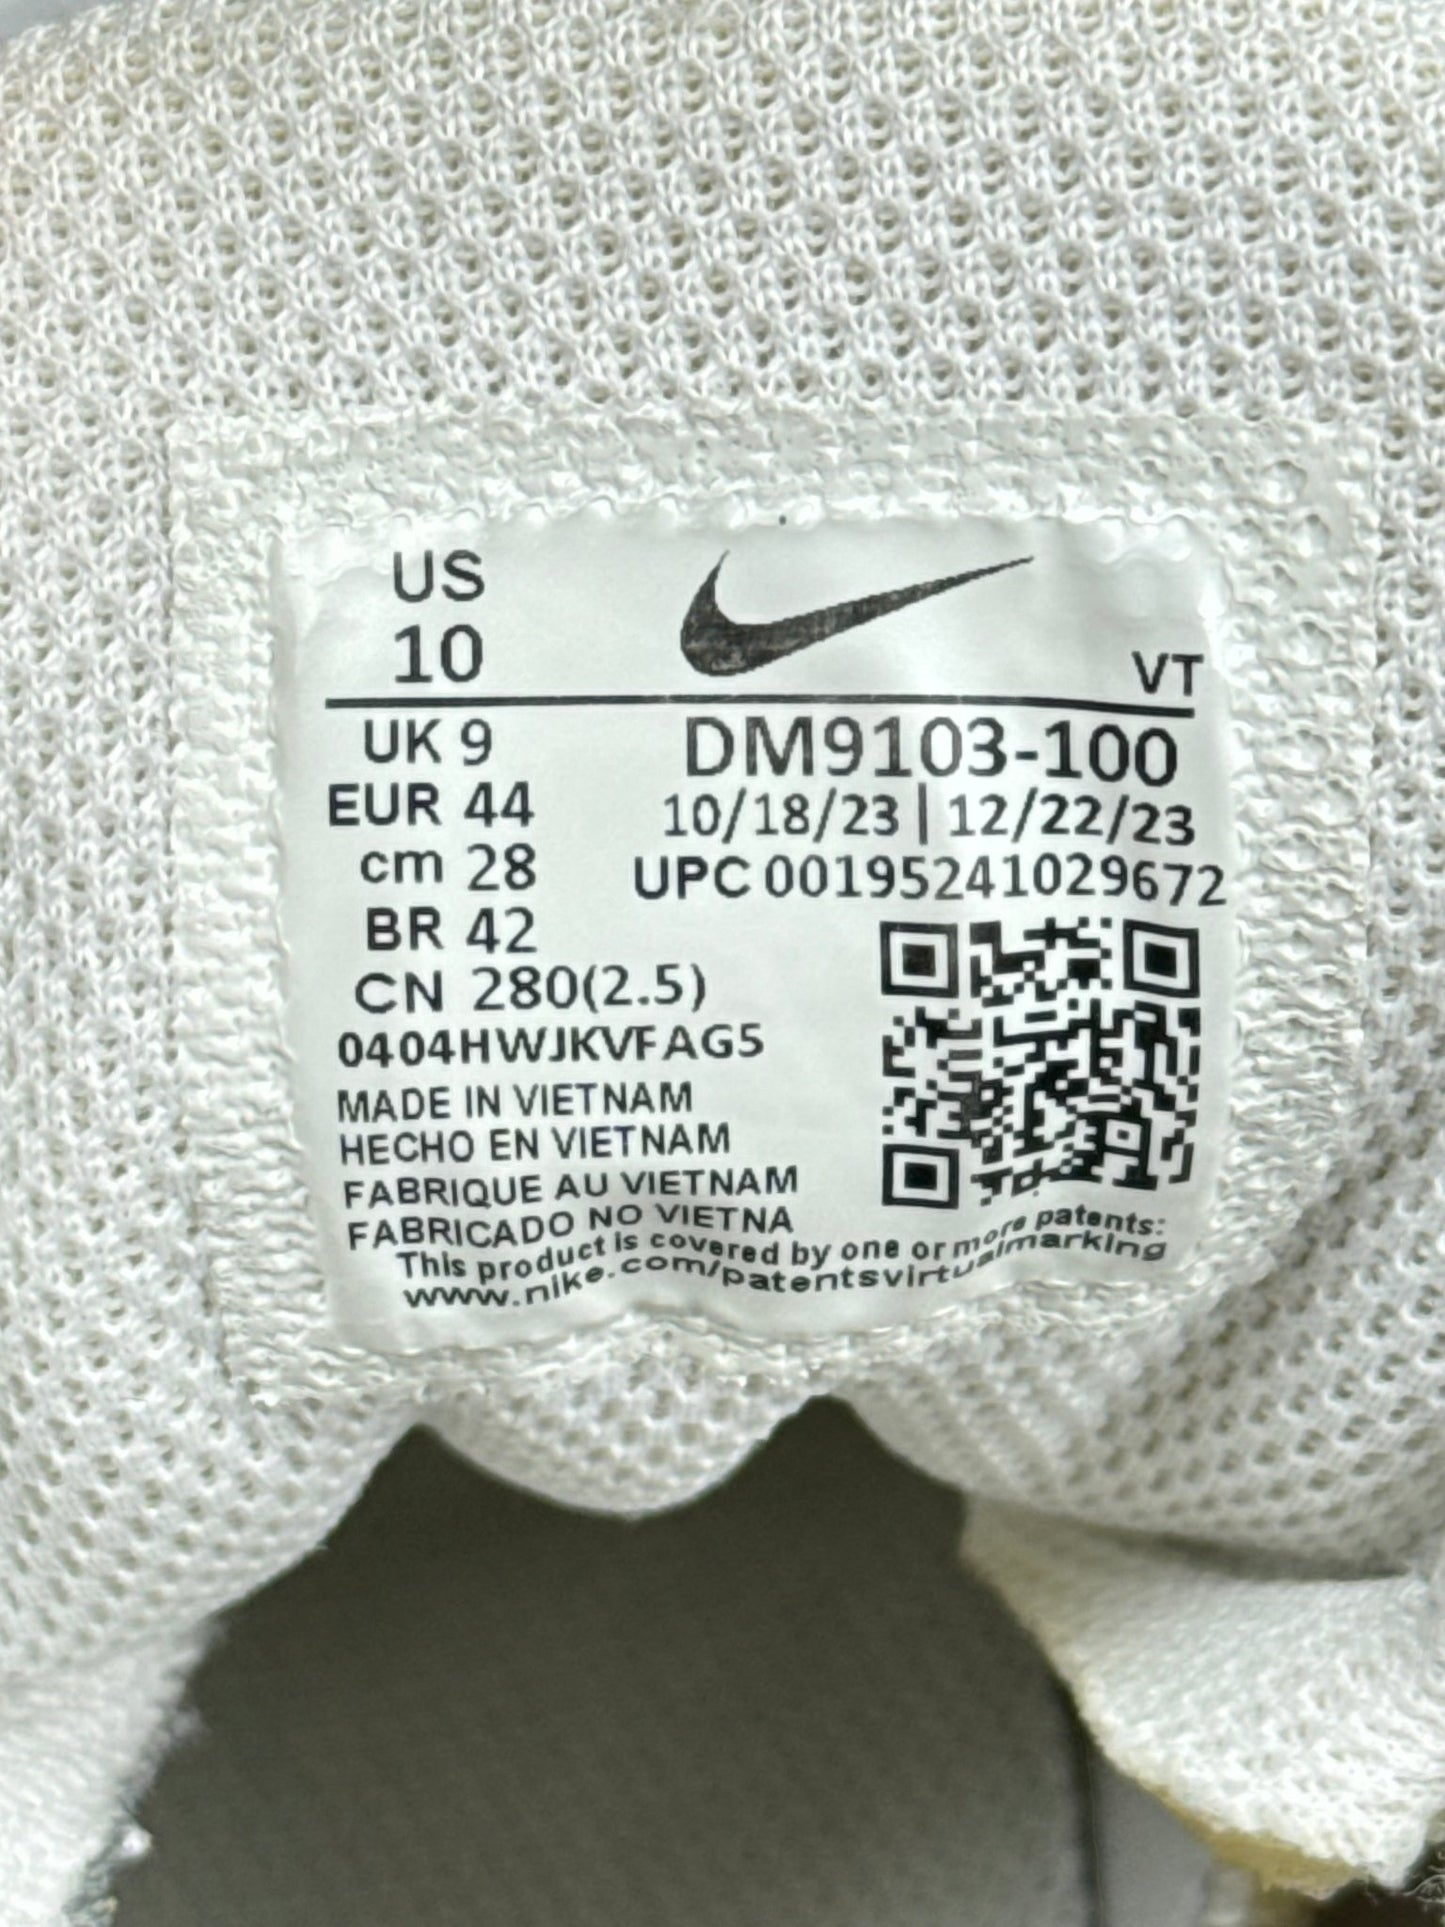 US
10
VT
UK 9
DM9103-100
EUR 44
10/18/23 | 12/22/23
cm 28
UPC 00195241029672
BR 42
CN 280(2.5)
0404HWJKVFAG5
MADE IN VIETNAM
HECHO EN VIETNAM
FABRIQUE AU VIETNAM
FABRICADO NO VIETNA
This product is covered by one or more patents:
www.nike.com/patentsvirtualmarking